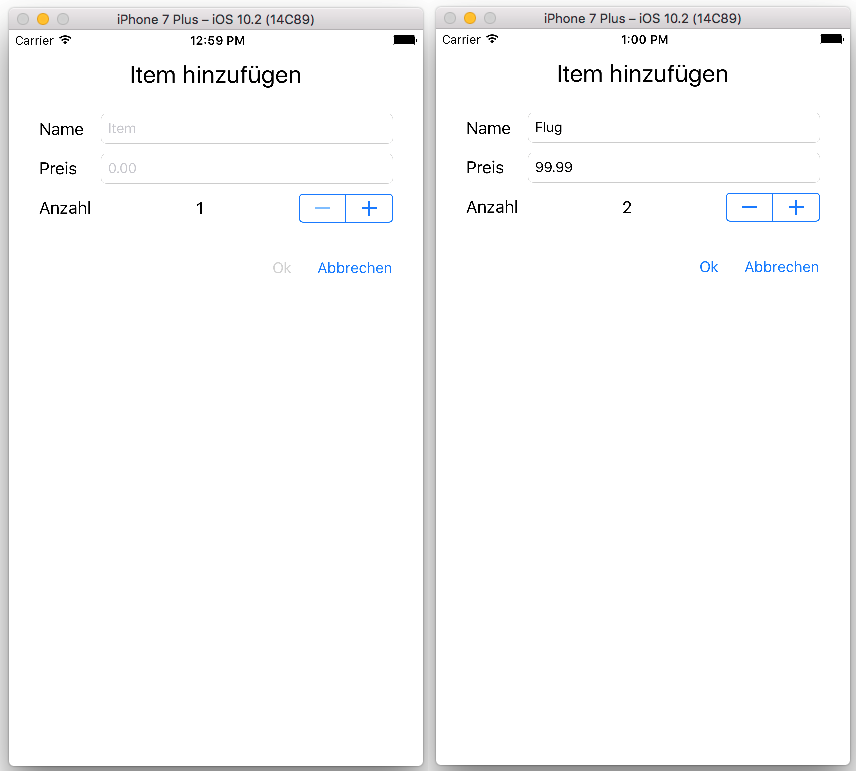 iPhone 7 Plus – iOS 10.2 (14C89)
Carrier 12:59 PM
Item hinzufügen
Name Item
Preis 0.00
Anzahl 1 − +
Ok Abbrechen
iPhone 7 Plus – iOS 10.2 (14C89)
Carrier 1:00 PM
Item hinzufügen
Name Flug
Preis 99.99
Anzahl 2 − +
Ok Abbrechen